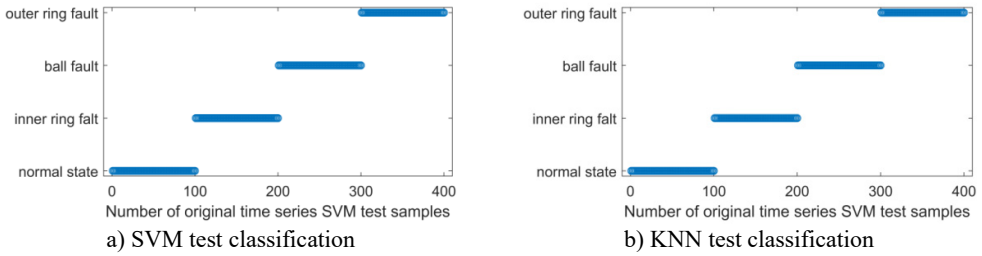 outer ring fault
ball fault
inner ring falt
normal state
0 100 200 300 400
Number of original time series SVM test samples
a) SVM test classification
outer ring fault
ball fault
inner ring falt
normal state
0 100 200 300 400
Number of original time series SVM test samples
b) KNN test classification